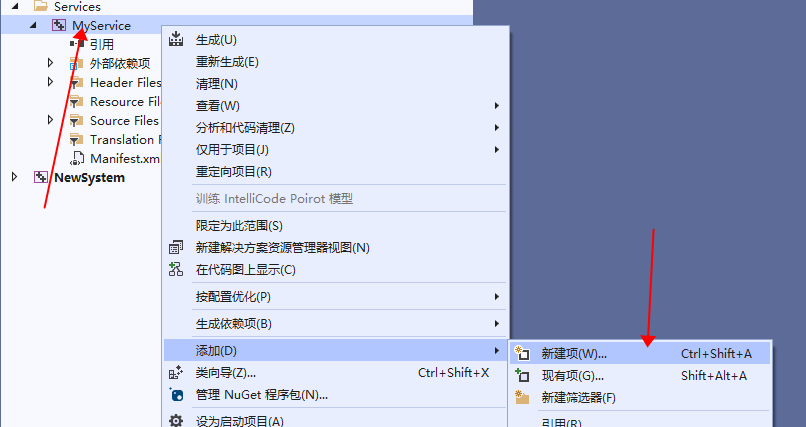 Services
MyService
引用
外部依赖项
Header Files
Resource Fil
Source Files
Translation F
Manifest.xm
NewSystem
生成(U)
重新生成(E)
清理(N)
查看(W)
分析和代码清理(Z)
仅用于项目(J)
重定向项目(R)
训练 IntelliCode Poirot 模型
限定为此范围(S)
新建解决方案资源管理器视图(N)
在代码图上显示(C)
按配置优化(P)
生成依赖项(B)
添加(D)
类向导(Z)... Ctrl+Shift+X
管理 NuGet 程序包(N)...
设为启动项目(A)
新建项(W)... Ctrl+Shift+A
现有项(G)... Shift+Alt+A
新建筛选器(F)
引用(R)